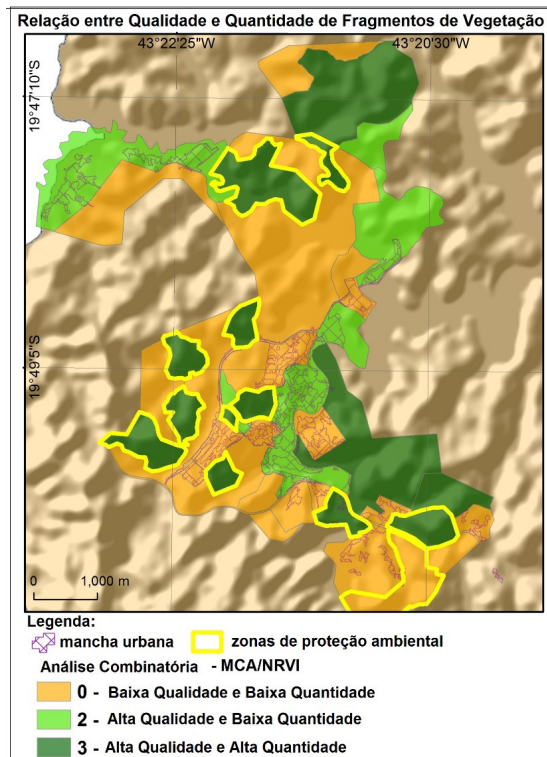 Relação entre Qualidade e Quantidade de Fragmentos de Vegetação
43°22'25"W 43°20'30"W
19°47'10"S
19°49'5"S
0 1,000 m
Legenda:
mancha urbana zonas de proteção ambiental
Análise Combinatória - MCA/NRVI
0 - Baixa Qualidade e Baixa Quantidade
2 - Alta Qualidade e Baixa Quantidade
3 - Alta Qualidade e Alta Quantidade